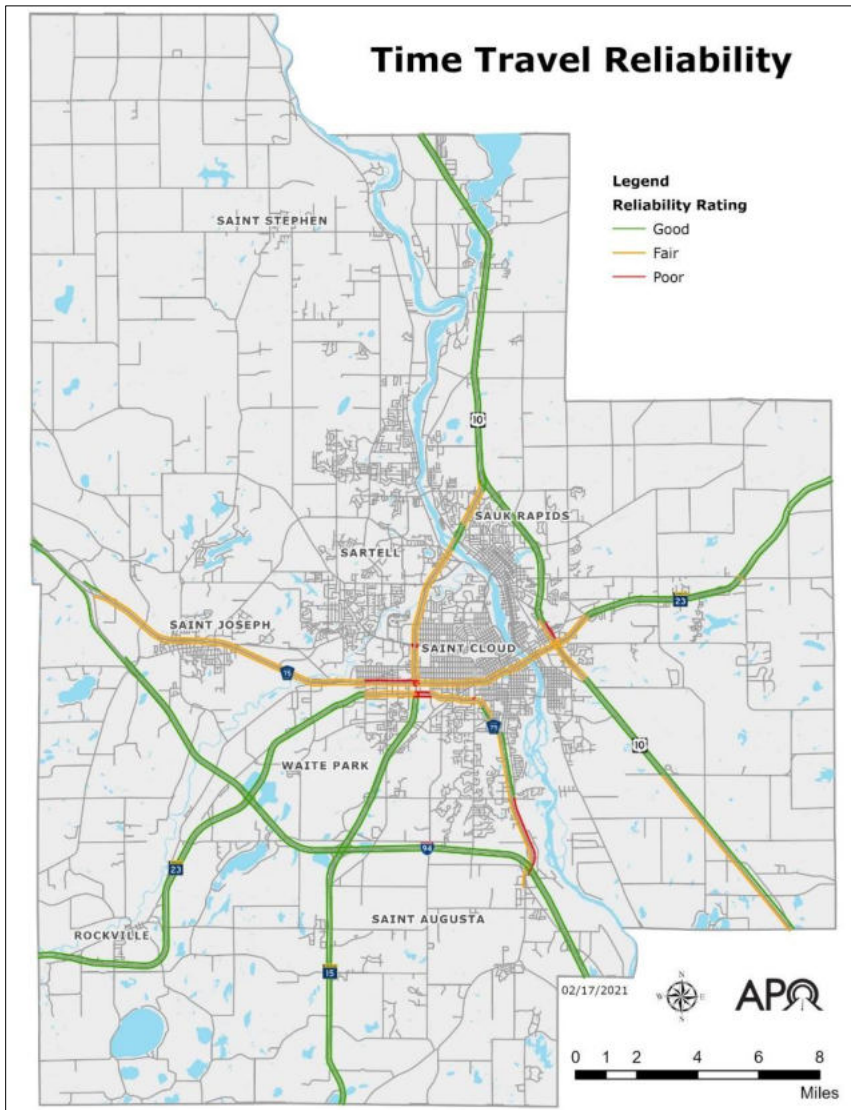 Time Travel Reliability
Legend
Reliability Rating
Good
Fair
Poor
SAINT STEPHEN
10
SAUK RAPIDS
SARTELL
23
SAINT JOSEPH
SAINT CLOUD
75
75
10
WAITE PARK
94
23
SAINT AUGUSTA
ROCKVILLE
15
02/17/2021
N
W E
S
APO
0 1 2 4 6 8
Miles